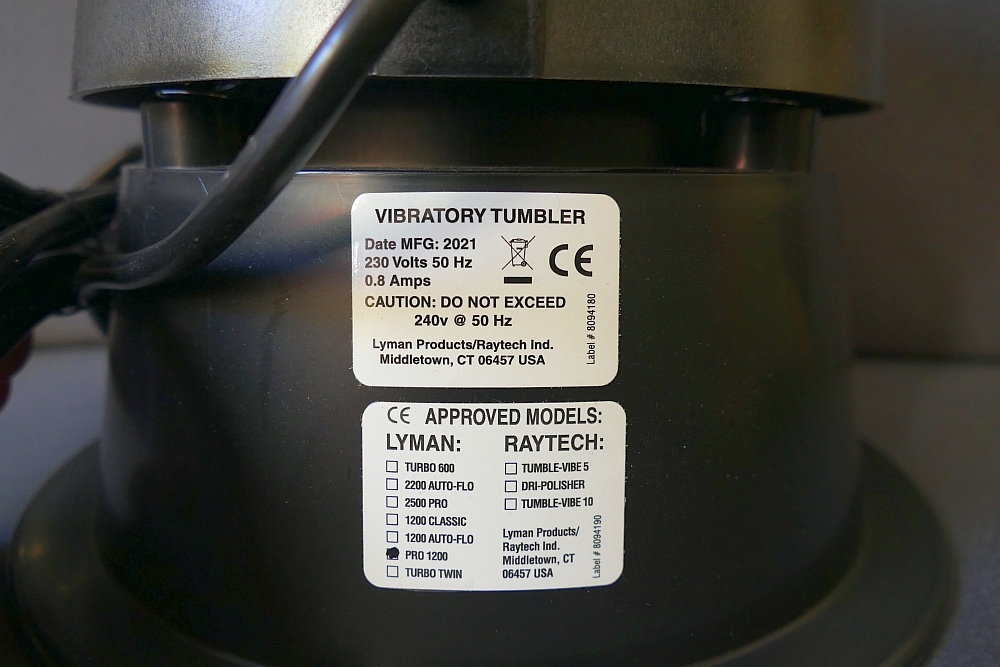 VIBRATORY TUMBLER
Date MFG: 2021
230 Volts 50 Hz
0.8 Amps
CE
CAUTION: DO NOT EXCEED
240v @ 50 Hz
Lyman Products/Raytech Ind.
Middletown, CT 06457 USA
Label # 8094180
CE APPROVED MODELS:
LYMAN:
TURBO 600
2200 AUTO-FLO
2500 PRO
1200 CLASSIC
1200 AUTO-FLO
PRO 1200
TURBO TWIN
RAYTECH:
TUMBLE-VIBE 5
DRI-POLISHER
TUMBLE-VIBE 10
Lyman Products/
Raytech Ind.
Middletown, CT
06457 USA
Label # 8094190